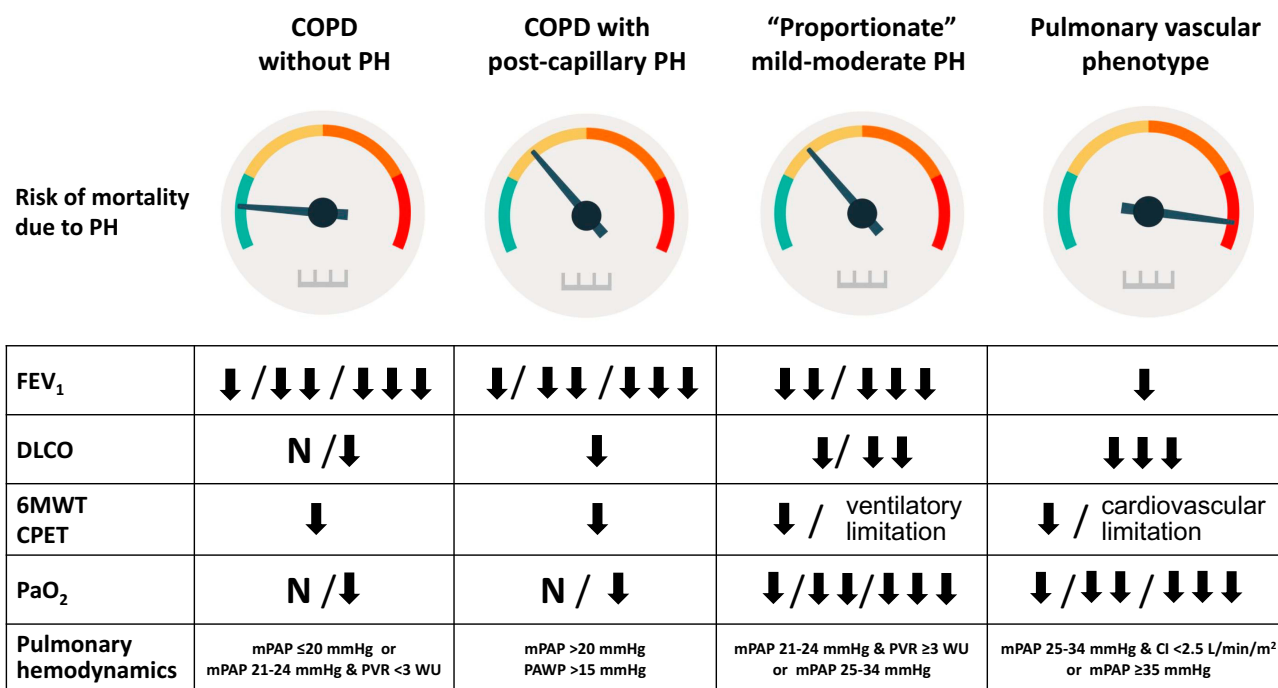 COPD
without PH
COPD with
post-capillary PH
“Proportionate”
mild-moderate PH
Pulmonary vascular
phenotype
Risk of mortality
due to PH
FEV₁
⬇/⬇⬇/⬇⬇⬇
⬇/⬇⬇/⬇⬇⬇
⬇⬇/⬇⬇⬇
⬇
DLCO
N /⬇
⬇
⬇/⬇⬇
⬇⬇⬇
6MWT
CPET
⬇
⬇
⬇ / ventilatory
limitation
⬇ / cardiovascular
limitation
PaO₂
N /⬇
N / ⬇
⬇/⬇⬇/⬇⬇⬇
⬇/⬇⬇/⬇⬇⬇
Pulmonary
hemodynamics
mPAP ≤20 mmHg or
mPAP 21-24 mmHg & PVR <3 WU
mPAP >20 mmHg
PAWP >15 mmHg
mPAP 21-24 mmHg & PVR ≥3 WU
or mPAP 25-34 mmHg
mPAP 25-34 mmHg & CI <2.5 L/min/m²
or mPAP ≥35 mmHg